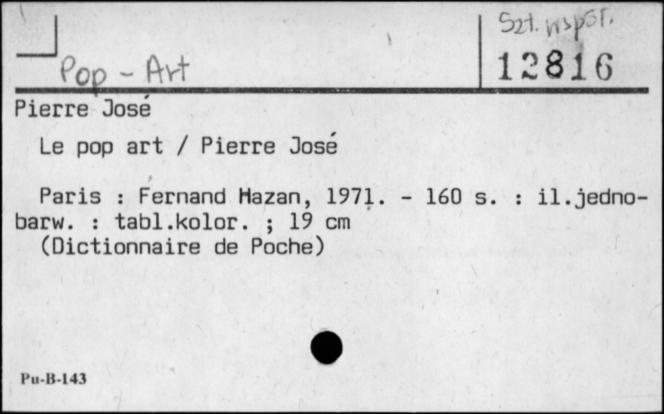 Szt. wspsł.
Pop - Art
12816
Pierre José
Le pop art / Pierre José
Paris : Fernand Hazan, 1971. - 160 s. : il.jedno-
barw. : tabl.kolor. ; 19 cm
(Dictionnaire de Poche)
Pu-B-143